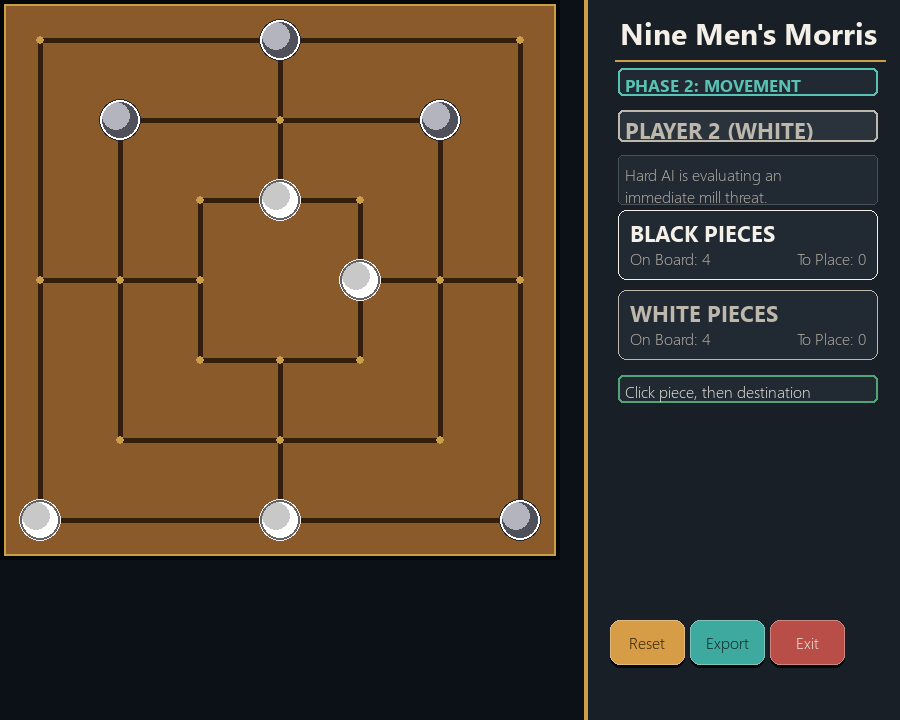 Nine Men's Morris
PHASE 2: MOVEMENT
PLAYER 2 (WHITE)
Hard AI is evaluating an
immediate mill threat.
BLACK PIECES
On Board: 4 To Place: 0
WHITE PIECES
On Board: 4 To Place: 0
Click piece, then destination
Reset Export Exit